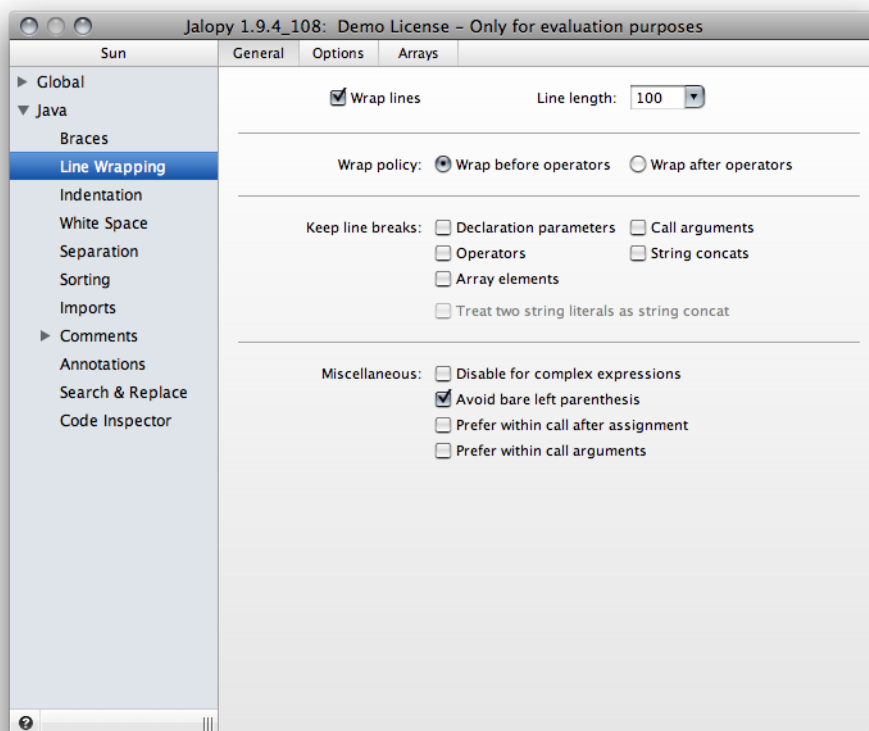 Jalopy 1.9.4_108:  Demo License – Only for evaluation purposes
Sun
General
Options
Arrays
Global
Java
Braces
Line Wrapping
Indentation
White Space
Separation
Sorting
Imports
Comments
Annotations
Search & Replace
Code Inspector
Wrap lines
Line length: 100
Wrap policy: Wrap before operators Wrap after operators
Keep line breaks: Declaration parameters Call arguments
Operators String concats
Array elements
Treat two string literals as string concat
Miscellaneous: Disable for complex expressions
Avoid bare left parenthesis
Prefer within call after assignment
Prefer within call arguments
?